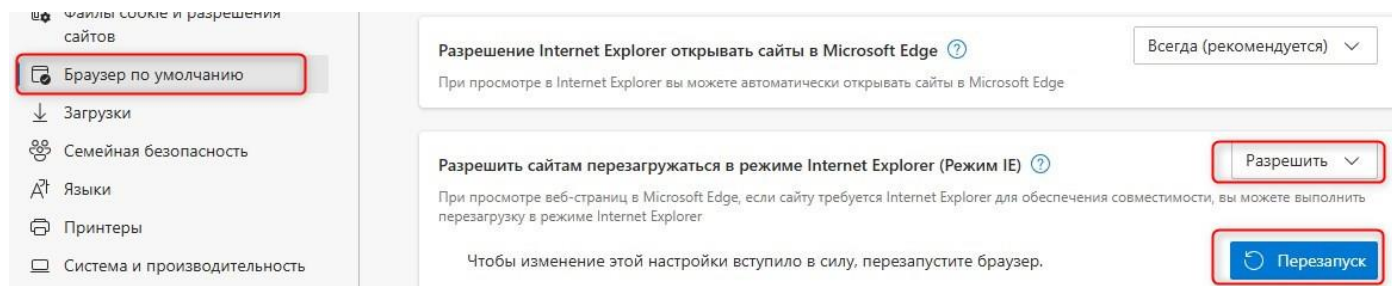 Файлы cookie и разрешения
сайтов
Браузер по умолчанию
Загрузки
Семейная безопасность
Языки
Принтеры
Система и производительность
Разрешение Internet Explorer открывать сайты в Microsoft Edge
Всегда (рекомендуется)
При просмотре в Internet Explorer вы можете автоматически открывать сайты в Microsoft Edge
Разрешить сайтам перезагружаться в режиме Internet Explorer (Режим IE)
Разрешить
При просмотре веб-страниц в Microsoft Edge, если сайту требуется Internet Explorer для обеспечения совместимости, вы можете выполнить
перезагрузку в режиме Internet Explorer
Чтобы изменение этой настройки вступило в силу, перезапустите браузер.
Перезапуск